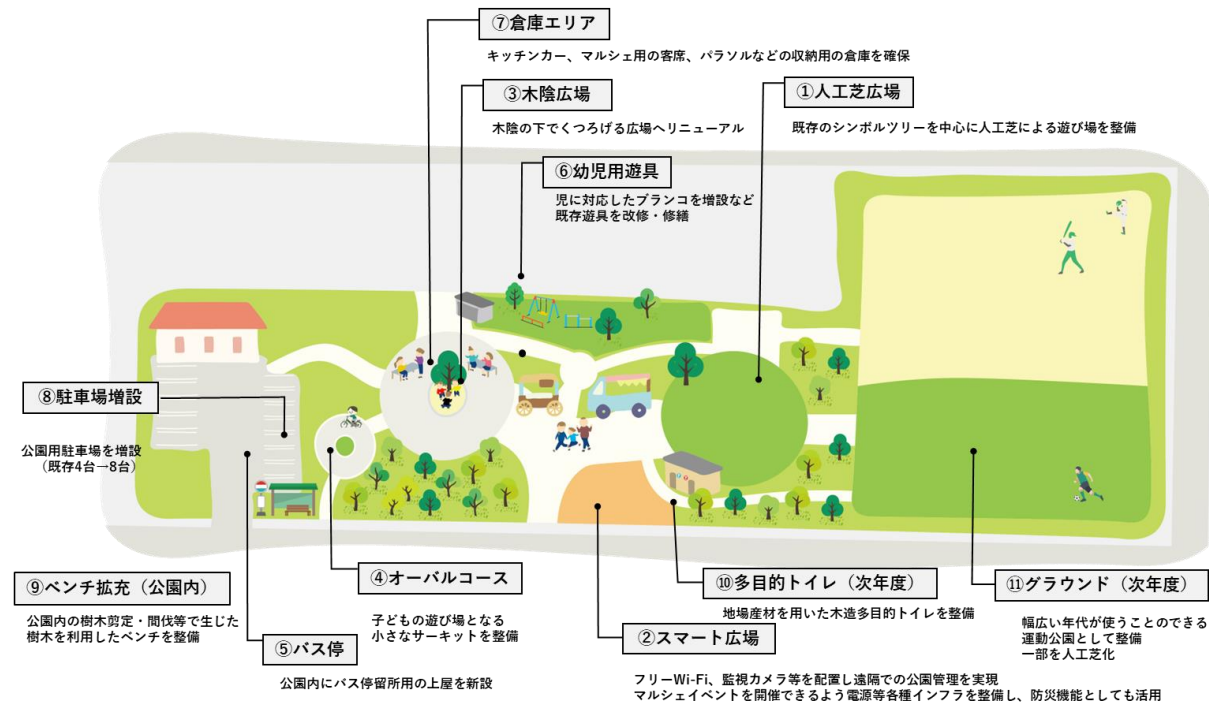 ⑦倉庫エリア
キッチンカー、マルシェ用の客席、パラソルなどの収納用の倉庫を確保
③木陰広場
木陰の下でくつろげる広場へリニューアル
①人工芝広場
既存のシンボルツリーを中心に人工芝による遊び場を整備
⑥幼児用遊具
児に対応したブランコを増設など
既存遊具を改修・修繕
⑧駐車場増設
公園用駐車場を増設
（既存4台→8台）
⑨ベンチ拡充（公園内）
公園内の樹木剪定・間伐等で生じた
樹木を利用したベンチを整備
④オーバルコース
子どもの遊び場となる
小さなサーキットを整備
⑤バス停
公園内にバス停留所用の上屋を新設
⑩多目的トイレ（次年度）
地場産材を用いた木造多目的トイレを整備
②スマート広場
フリーWi-Fi、監視カメラ等を配置し遠隔での公園管理を実現
マルシェイベントを開催できるよう電源等各種インフラを整備し、防災機能としても活用
⑪グラウンド（次年度）
幅広い年代が使うことのできる
運動公園として整備
一部を人工芝化